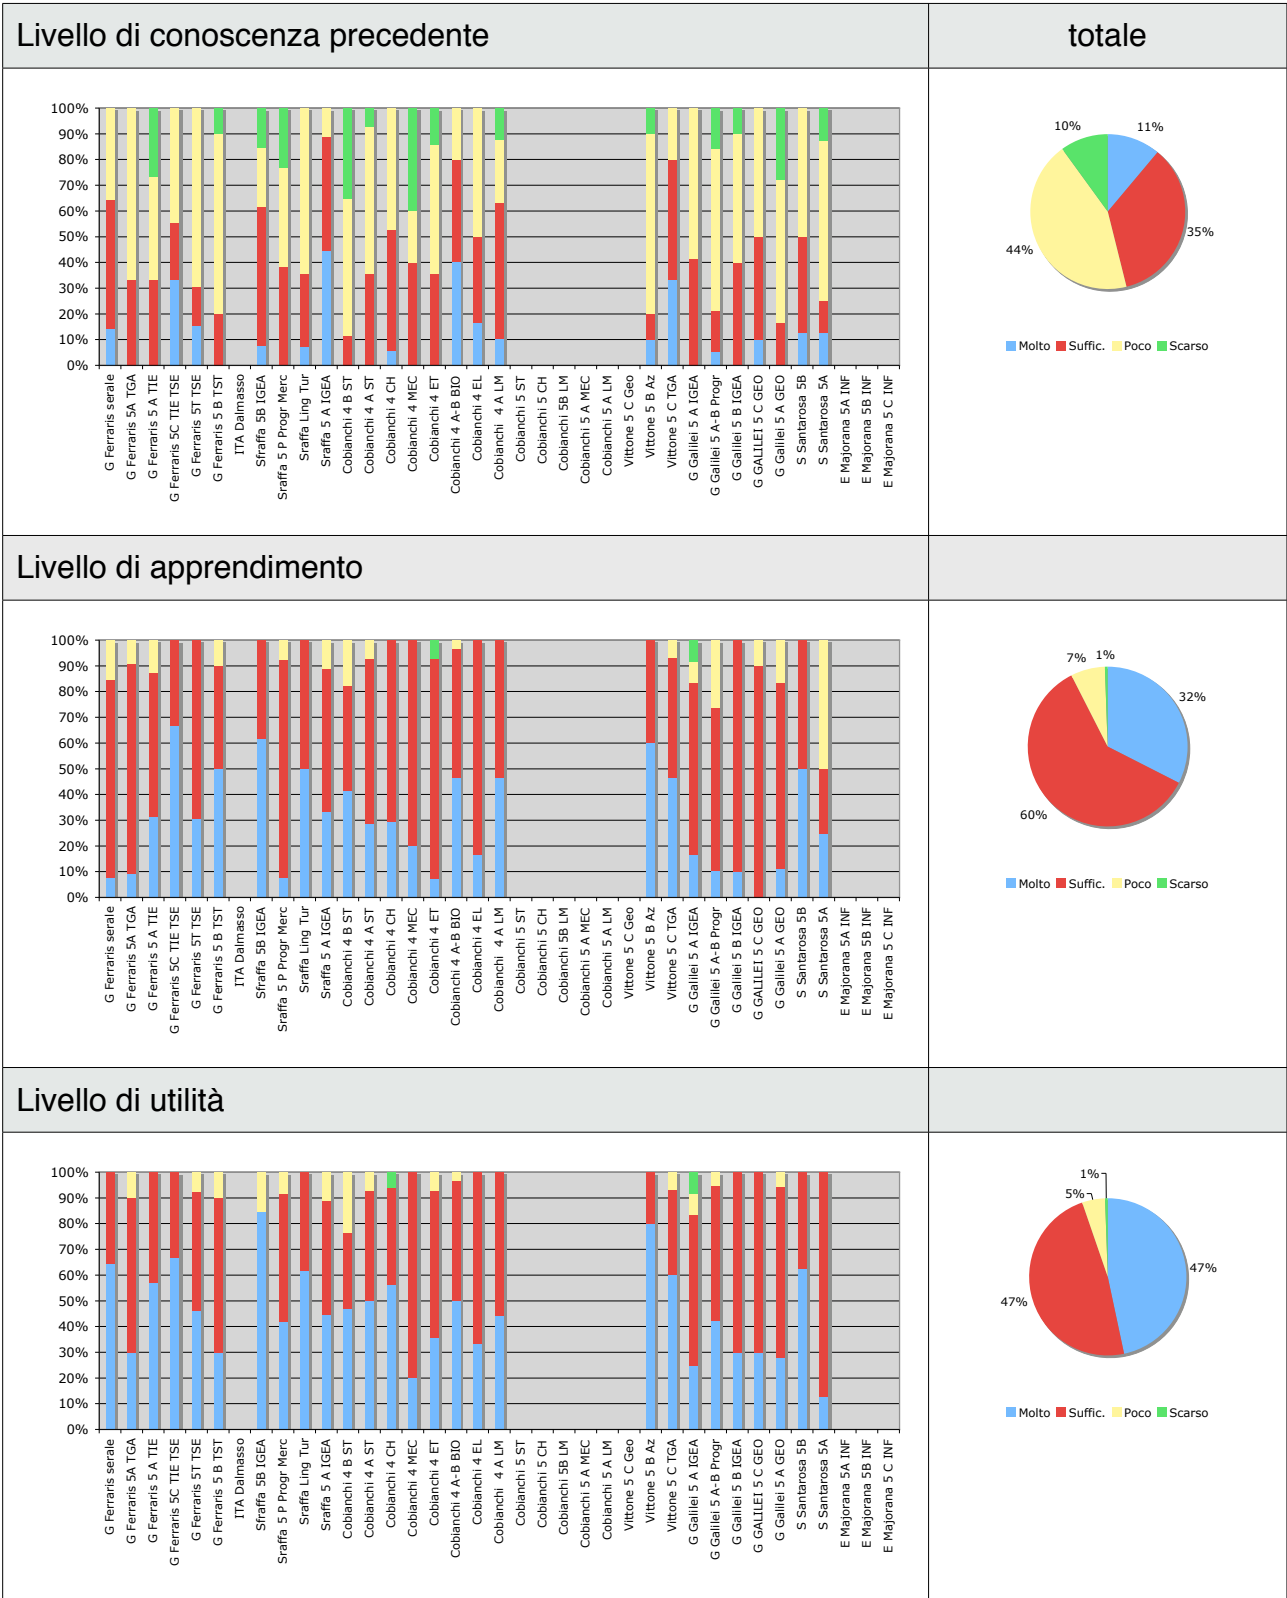 Livello di conoscenza precedente
totale
100%
90%
80%
70%
60%
50%
40%
30%
20%
10%
0%
G Ferraris serale
G Ferraris 5A TGA
G Ferraris 5 A TIE
G Ferraris 5C TIE TSE
G Ferraris 5T TSE
G Ferraris 5 B TST
ITA Dalmasso
Sfraffa 5B IGEA
Sraffa 5 P Progr Merc
Sraffa Ling Tur
Sraffa 5 A IGEA
Cobianchi 4 B ST
Cobianchi 4 A ST
Cobianchi 4 CH
Cobianchi 4 MEC
Cobianchi 4 ET
Cobianchi 4 A-B BIO
Cobianchi 4 EL
Cobianchi 4 A LM
Cobianchi 5 ST
Cobianchi 5 CH
Cobianchi 5B LM
Cobianchi 5 A MEC
Cobianchi 5 A LM
Vittone 5 C Geo
Vittone 5 B Az
Vittone 5 C TGA
G Galilei 5 A IGEA
G Galilei 5 A-B Progr
G Galilei 5 B IGEA
G GALILEI 5 C GEO
G Galilei 5 A GEO
S Santarosa 5B
S Santarosa 5A
E Majorana 5A INF
E Majorana 5B INF
E Majorana 5 C INF
10%
11%
44%
35%
Molto Suffic. Poco Scarso
Livello di apprendimento
100%
90%
80%
70%
60%
50%
40%
30%
20%
10%
0%
G Ferraris serale
G Ferraris 5A TGA
G Ferraris 5 A TIE
G Ferraris 5C TIE TSE
G Ferraris 5T TSE
G Ferraris 5 B TST
ITA Dalmasso
Sfraffa 5B IGEA
Sraffa 5 P Progr Merc
Sraffa Ling Tur
Sraffa 5 A IGEA
Cobianchi 4 B ST
Cobianchi 4 A ST
Cobianchi 4 CH
Cobianchi 4 MEC
Cobianchi 4 ET
Cobianchi 4 A-B BIO
Cobianchi 4 EL
Cobianchi 4 A LM
Cobianchi 5 ST
Cobianchi 5 CH
Cobianchi 5B LM
Cobianchi 5 A MEC
Cobianchi 5 A LM
Vittone 5 C Geo
Vittone 5 B Az
Vittone 5 C TGA
G Galilei 5 A IGEA
G Galilei 5 A-B Progr
G Galilei 5 B IGEA
G GALILEI 5 C GEO
G Galilei 5 A GEO
S Santarosa 5B
S Santarosa 5A
E Majorana 5A INF
E Majorana 5B INF
E Majorana 5 C INF
7% 1%
32%
60%
Molto Suffic. Poco Scarso
Livello di utilità
100%
90%
80%
70%
60%
50%
40%
30%
20%
10%
0%
G Ferraris serale
G Ferraris 5A TGA
G Ferraris 5 A TIE
G Ferraris 5C TIE TSE
G Ferraris 5T TSE
G Ferraris 5 B TST
ITA Dalmasso
Sfraffa 5B IGEA
Sraffa 5 P Progr Merc
Sraffa Ling Tur
Sraffa 5 A IGEA
Cobianchi 4 B ST
Cobianchi 4 A ST
Cobianchi 4 CH
Cobianchi 4 MEC
Cobianchi 4 ET
Cobianchi 4 A-B BIO
Cobianchi 4 EL
Cobianchi 4 A LM
Cobianchi 5 ST
Cobianchi 5 CH
Cobianchi 5B LM
Cobianchi 5 A MEC
Cobianchi 5 A LM
Vittone 5 C Geo
Vittone 5 B Az
Vittone 5 C TGA
G Galilei 5 A IGEA
G Galilei 5 A-B Progr
G Galilei 5 B IGEA
G GALILEI 5 C GEO
G Galilei 5 A GEO
S Santarosa 5B
S Santarosa 5A
E Majorana 5A INF
E Majorana 5B INF
E Majorana 5 C INF
1%
5%
47%
47%
Molto Suffic. Poco Scarso